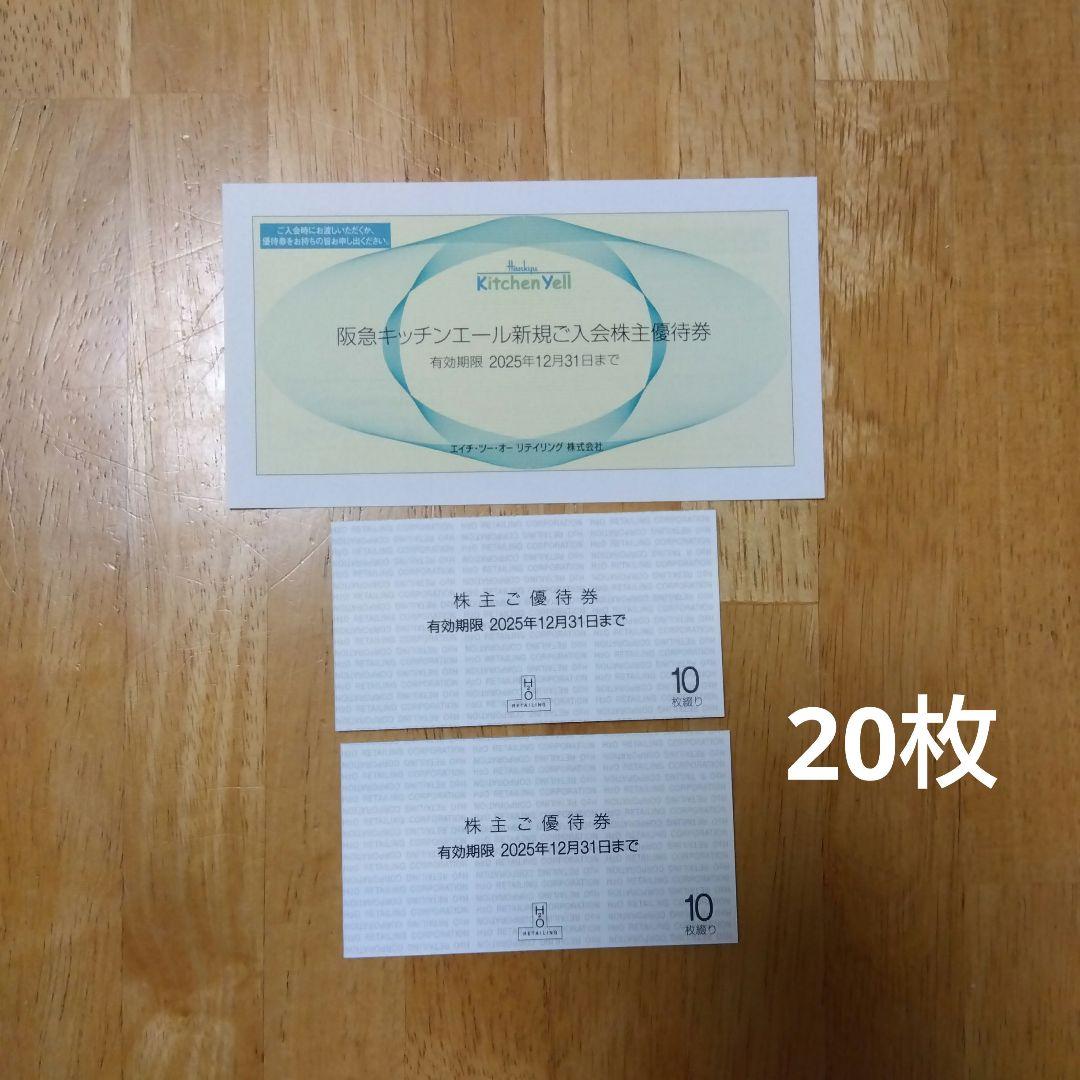 ご入会時にお渡しいただくか、
優待券をお持ちの旨お申し出ください。
Hankyu
Kitchen Yell
阪急キッチンエール新規ご入会株主優待券
有効期限 2025年12月31日まで
エイチ・ツー・オー リテイリング 株式会社
H2O RETAILING CORPORATION
株主ご優待券
有効期限 2025年12月31日まで
H2O
RETAILING
10
枚綴り
20枚
H2O RETAILING CORPORATION
株主ご優待券
有効期限 2025年12月31日まで
H2O
RETAILING
10
枚綴り